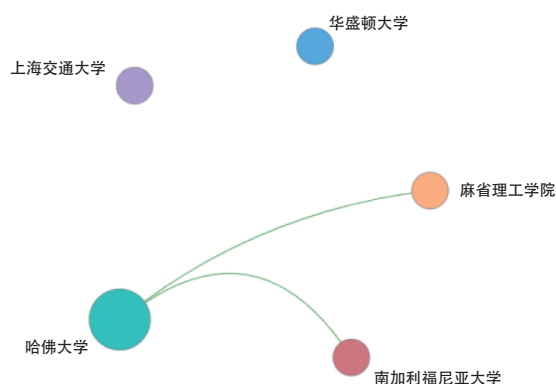 华盛顿大学
上海交通大学
麻省理工学院
哈佛大学
南加利福尼亚大学